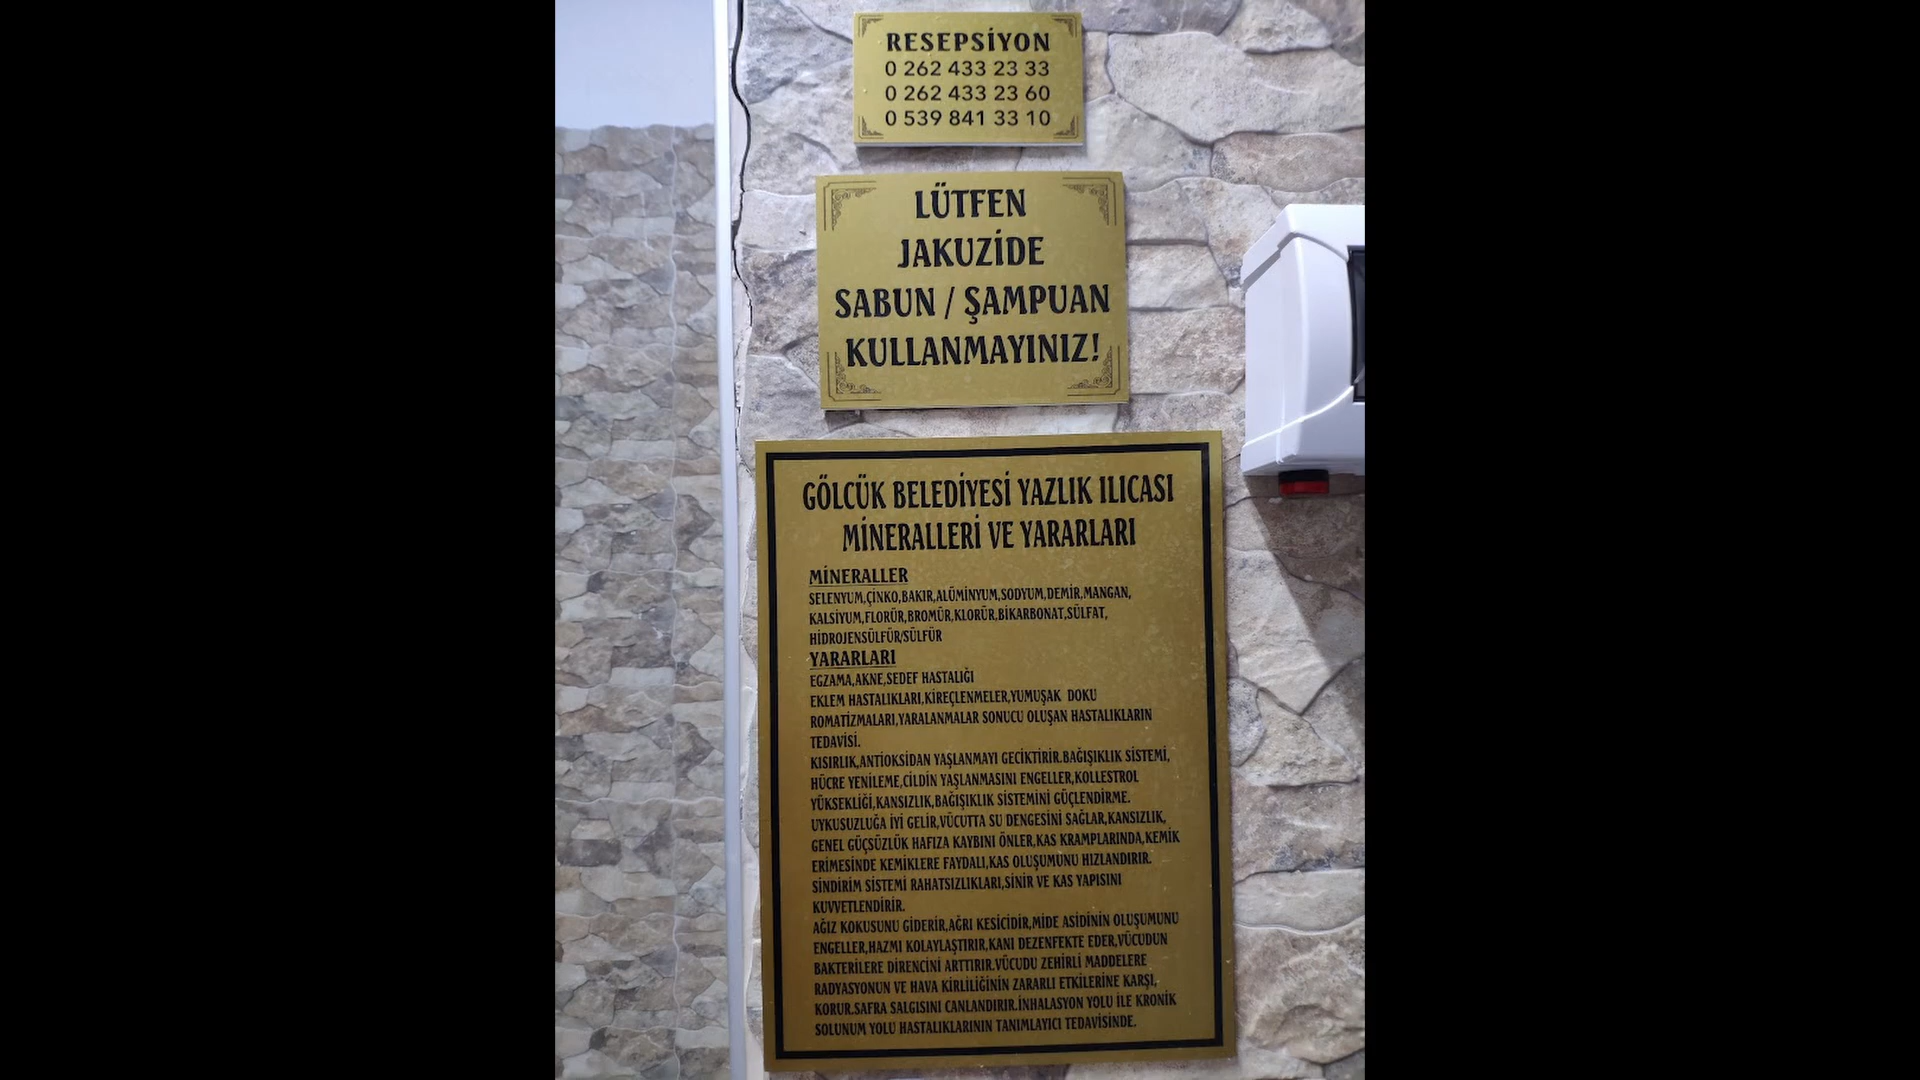 RESEPSİYON
0 262 433 23 33
0 262 433 23 60
0 539 841 33 10
LÜTFEN
JAKUZİDE
SABUN / ŞAMPUAN
KULLANMAYINIZ!
GÖLCÜK BELEDİYESİ YAZLIK ILICASI
MİNERALLERİ VE YARARLARI
MİNERALLER
SELENYUM,ÇİNKO,BAKIR,ALÜMİNYUM,SODYUM,DEMİR,MANGAN,
KALSİYUM,FLORÜR,BROMÜR,KLORÜR,BİKARBONAT,SÜLFAT,
HİDROJENSÜLFÜR/SÜLFÜR
YARARLARI
EGZAMA,AKNE,SEDEF HASTALIĞI
EKLEM HASTALIKLARI,KİREÇLENMELER,YUMUŞAK DOKU
ROMATİZMALARI,YARALANMALAR SONUCU OLUŞAN HASTALIKLARIN
TEDAVİSİ.
KISIRLIK,ANTİOKSİDAN YAŞLANMAYI GECİKTİRİR.BAĞIŞIKLIK SİSTEMİ,
HÜCRE YENİLEME,CİLDİN YAŞLANMASINI ENGELLER,KOLLESTROL
YÜKSEKLİĞİ,KANSIZLIK,BAĞIŞIKLIK SİSTEMİNİ GÜÇLENDİRME.
UYKUSUZLUĞA İYİ GELİR,VÜCUTTA SU DENGESİNİ SAĞLAR,KANSIZLIK,
GENEL GÜÇSÜZLÜK HAFIZA KAYBINI ÖNLER,KAS KRAMPLARINDA,KEMİK
ERİMESİNDE KEMİKLERE FAYDALI,KAS OLUŞUMUNU HIZLANDIRIR.
SİNDİRİM SİSTEMİ RAHATSIZLIKLARI,SİNİR VE KAS YAPISINI
KUVVETLENDİRİR.
AĞIZ KOKUSUNU GİDERİR,AĞRI KESİCİDİR,MİDE ASİDİNİN OLUŞUMUNU
ENGELLER,HAZMI KOLAYLAŞTIRIR,KANI DEZENFEKTE EDER,VÜCUDUN
BAKTERİLERE DİRENCİNİ ARTTIRIR.VÜCUDU ZEHİRLİ MADDELERE
RADYASYONUN VE HAVA KİRLİLİĞİNİN ZARARLI ETKİLERİNE KARŞI,
KORUR.SAFRA SALGISINI CANLANDIRIR.İNHALASYON YOLU İLE KRONİK
SOLUNUM YOLU HASTALIKLARININ TANIMLAYICI TEDAVİSİNDE.